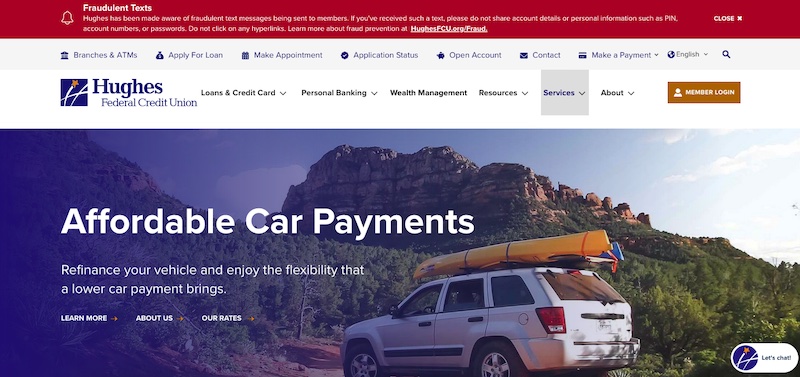 Fraudulent Texts
Hughes has been made aware of fraudulent text messages being sent to members. If you've received such a text, please do not share account details or personal information such as PIN,
account numbers, or passwords. Do not click on any hyperlinks. Learn more about fraud prevention at HughesFCU.org/Fraud.
CLOSE ✖
Branches & ATMs Apply For Loan Make Appointment Application Status Open Account Contact Make a Payment English
Hughes
Federal Credit Union
Loans & Credit Card Personal Banking Wealth Management Resources Services About MEMBER LOGIN
Affordable Car Payments
Refinance your vehicle and enjoy the flexibility that
a lower car payment brings.
LEARN MORE → ABOUT US → OUR RATES →
Let's chat!